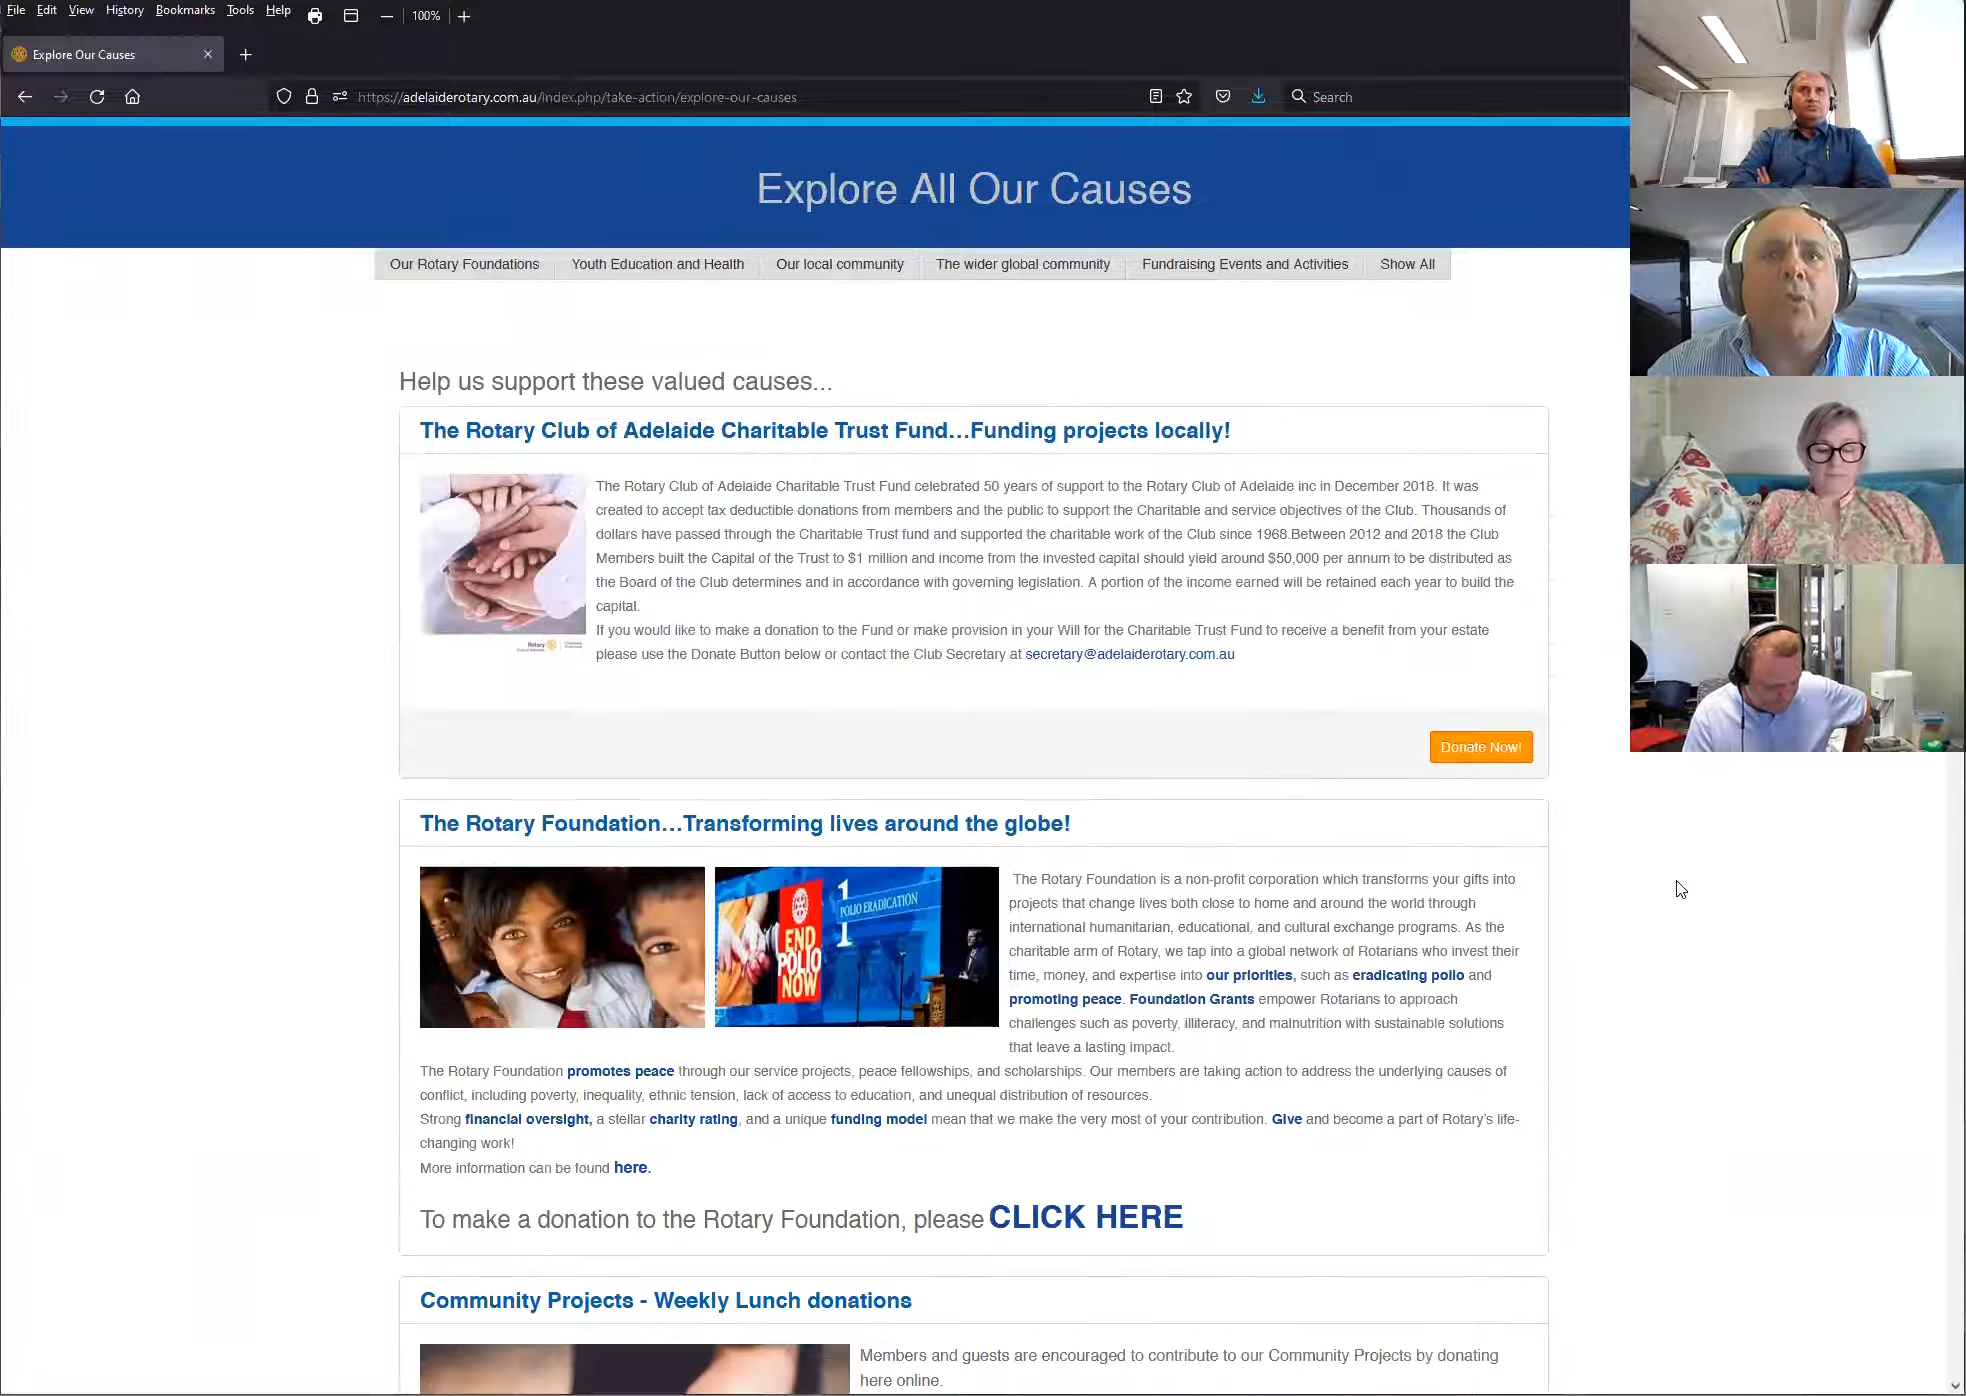 File Edit View History Bookmarks Tools Help 100%
Explore Our Causes
https://adelaiderotary.com.au/index.php/take-action/explore-our-causes
Search
Explore All Our Causes
Our Rotary Foundations Youth Education and Health Our local community The wider global community Fundraising Events and Activities Show All
Help us support these valued causes...
The Rotary Club of Adelaide Charitable Trust Fund...Funding projects locally!
The Rotary Club of Adelaide Charitable Trust Fund celebrated 50 years of support to the Rotary Club of Adelaide inc in December 2018. It was
created to accept tax deductible donations from members and the public to support the Charitable and service objectives of the Club. Thousands of
dollars have passed through the Charitable Trust fund and supported the charitable work of the Club since 1968.Between 2012 and 2018 the Club
Members built the Capital of the Trust to $1 million and income from the invested capital should yield around $50,000 per annum to be distributed as
the Board of the Club determines and in accordance with governing legislation. A portion of the income earned will be retained each year to build the
capital.
If you would like to make a donation to the Fund or make provision in your Will for the Charitable Trust Fund to receive a benefit from your estate
please use the Donate Button below or contact the Club Secretary at secretary@adelaiderotary.com.au
Rotary
Donate Now!
The Rotary Foundation...Transforming lives around the globe!
END
POLIO
NOW
1
POLIO ERADICATION
The Rotary Foundation is a non-profit corporation which transforms your gifts into
projects that change lives both close to home and around the world through
international humanitarian, educational, and cultural exchange programs. As the
charitable arm of Rotary, we tap into a global network of Rotarians who invest their
time, money, and expertise into our priorities, such as eradicating polio and
promoting peace. Foundation Grants empower Rotarians to approach
challenges such as poverty, illiteracy, and malnutrition with sustainable solutions
that leave a lasting impact.
The Rotary Foundation promotes peace through our service projects, peace fellowships, and scholarships. Our members are taking action to address the underlying causes of
conflict, including poverty, inequality, ethnic tension, lack of access to education, and unequal distribution of resources.
Strong financial oversight, a stellar charity rating, and a unique funding model mean that we make the very most of your contribution. Give and become a part of Rotary's life-
changing work!
More information can be found here.
To make a donation to the Rotary Foundation, please CLICK HERE
Community Projects - Weekly Lunch donations
Members and guests are encouraged to contribute to our Community Projects by donating
here online.